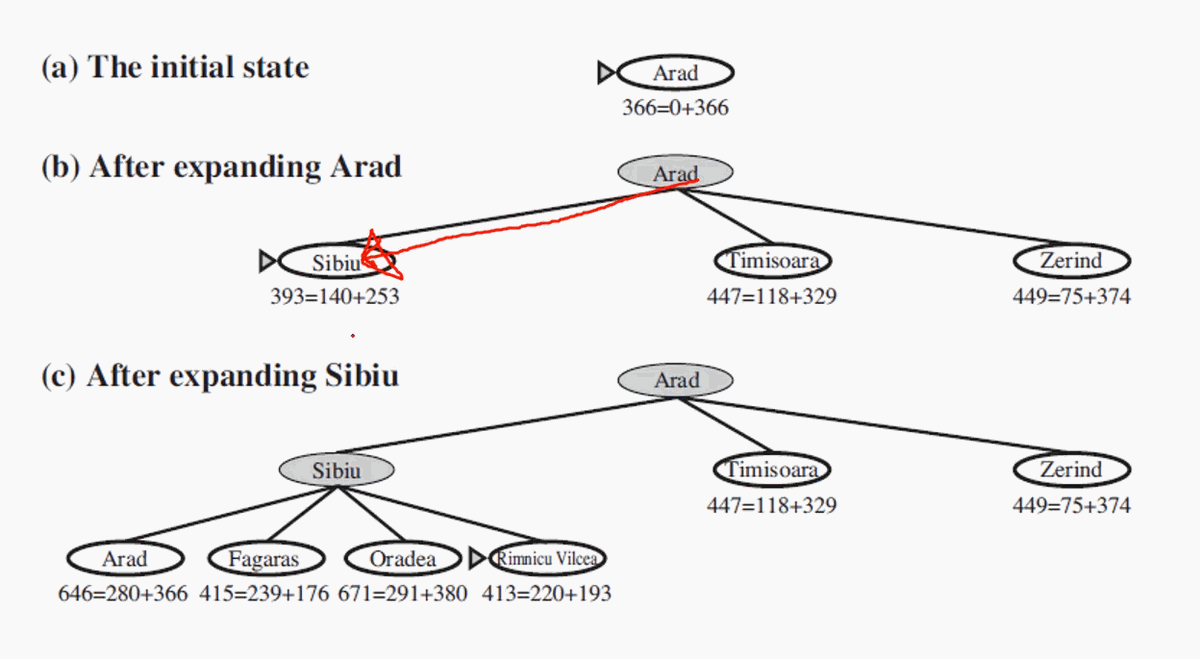 (a) The initial state
Arad
366=0+366
(b) After expanding Arad
Arad
Sibiu
Timisoara
Zerind
393=140+253
447=118+329
449=75+374
(c) After expanding Sibiu
Arad
Sibiu
Timisoara
Zerind
447=118+329
449=75+374
Arad
Fagaras
Oradea
Rimnicu Vilcea
646=280+366
415=239+176
671=291+380
413=220+193